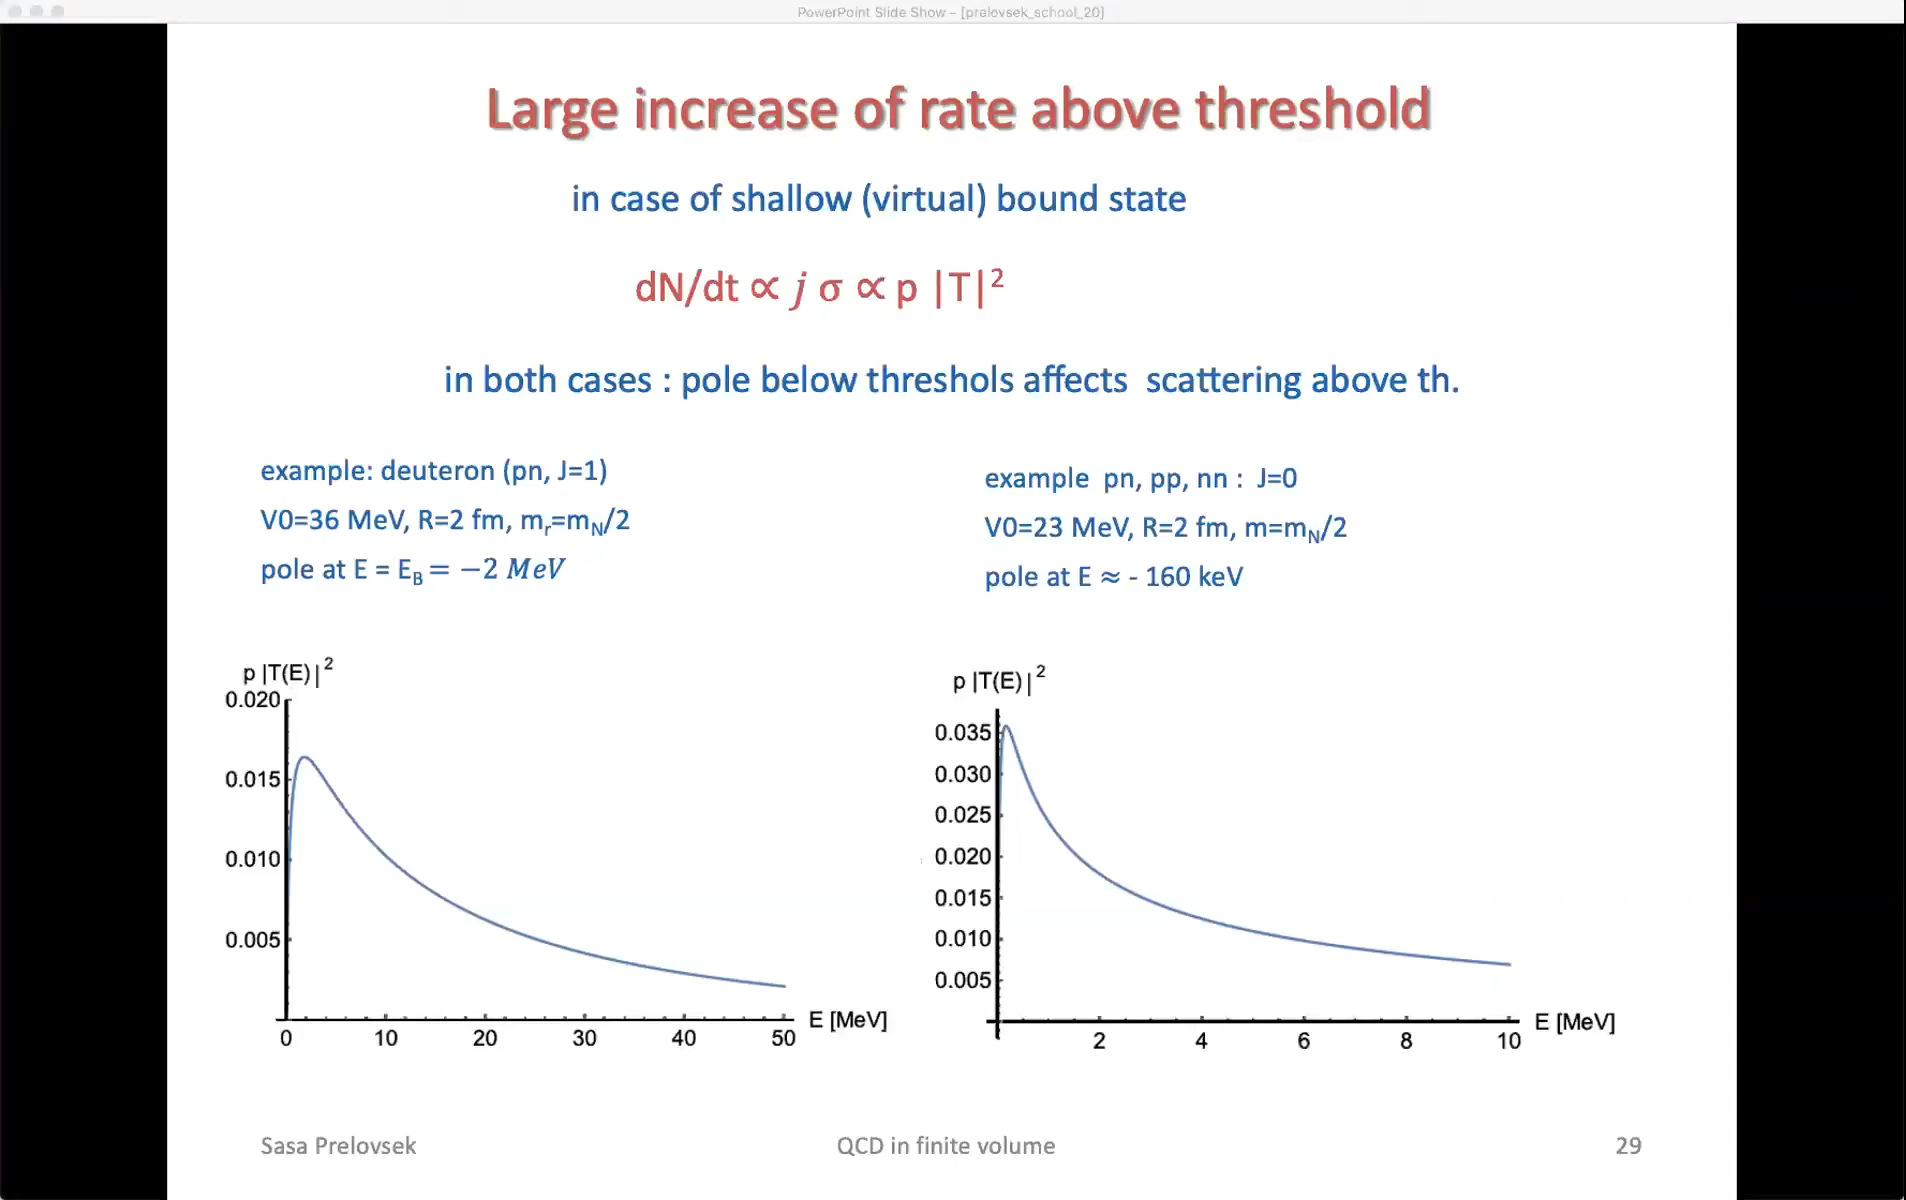 PowerPoint Slide Show – [prelovsek_school_20]
Large increase of rate above threshold
in case of shallow (virtual) bound state
dN/dt ∝ j σ ∝ p |T|²
in both cases : pole below threshols affects scattering above th.
example: deuteron (pn, J=1)
V0=36 MeV, R=2 fm, mᵣ=m_N/2
pole at E = E_B = −2 MeV
example pn, pp, nn : J=0
V0=23 MeV, R=2 fm, m=m_N/2
pole at E ≈ - 160 keV
p |T(E)|²
0.020
0.015
0.010
0.005
0 10 20 30 40 50
E [MeV]
p |T(E)|²
0.035
0.030
0.025
0.020
0.015
0.010
0.005
2 4 6 8 10
E [MeV]
Sasa Prelovsek
QCD in finite volume
29